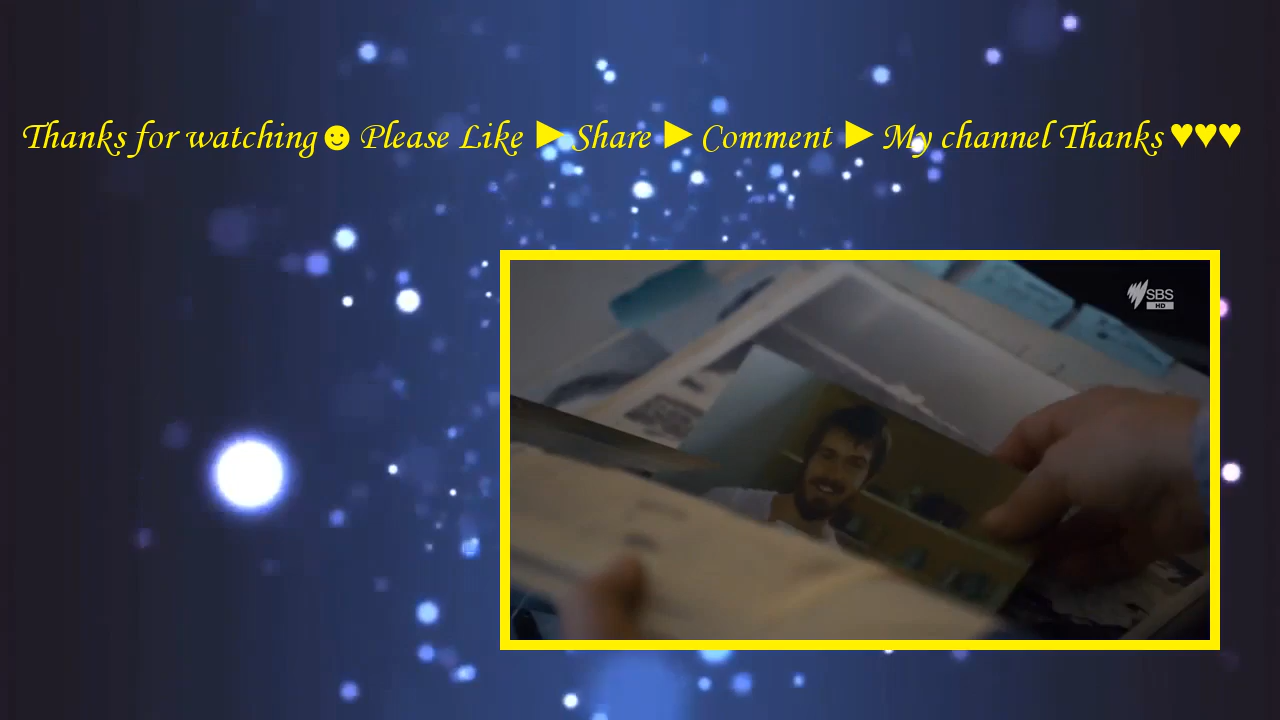 Thanks for watching☻Please Like ►Share ►Comment ►My channel Thanks♥♥♥
SBS
HD